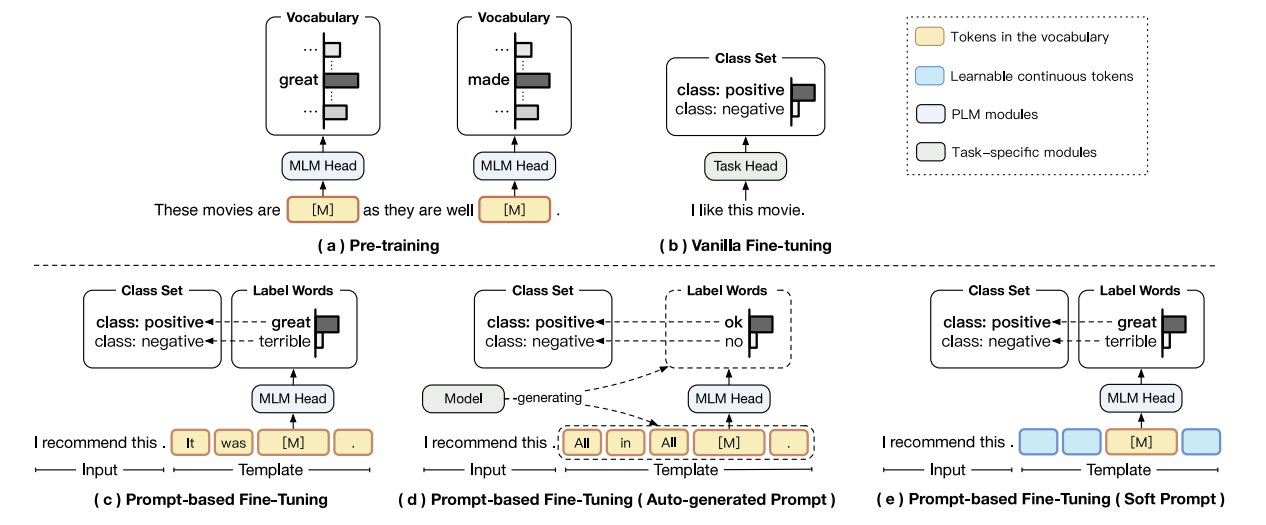 Vocabulary
...
great
...
MLM Head
Vocabulary
...
made
...
MLM Head
These movies are [M] as they are well [M] .
( a ) Pre-training
Class Set
class: positive
class: negative
Task Head
I like this movie.
( b ) Vanilla Fine-tuning
Tokens in the vocabulary
Learnable continuous tokens
PLM modules
Task-specific modules
Class Set
class: positive
class: negative
Label Words
great
terrible
MLM Head
I recommend this . It was [M] .
Input Template
( c ) Prompt-based Fine-Tuning
Class Set
class: positive
class: negative
Label Words
ok
no
Model
generating
MLM Head
I recommend this . All in All [M] .
Input Template
( d ) Prompt-based Fine-Tuning ( Auto-generated Prompt )
Class Set
class: positive
class: negative
Label Words
great
terrible
MLM Head
I recommend this . [M]
Input Template
( e ) Prompt-based Fine-Tuning ( Soft Prompt )